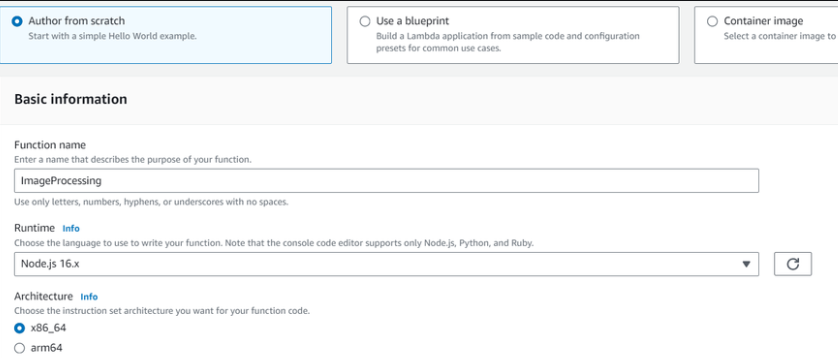 Author from scratch
Start with a simple Hello World example.
Use a blueprint
Build a Lambda application from sample code and configuration
presets for common use cases.
Container image
Select a container image to
Basic information
Function name
Enter a name that describes the purpose of your function.
ImageProcessing
Use only letters, numbers, hyphens, or underscores with no spaces.
Runtime Info
Choose the language to use to write your function. Note that the console code editor supports only Node.js, Python, and Ruby.
Node.js 16.x
Architecture Info
Choose the instruction set architecture you want for your function code.
x86_64
arm64